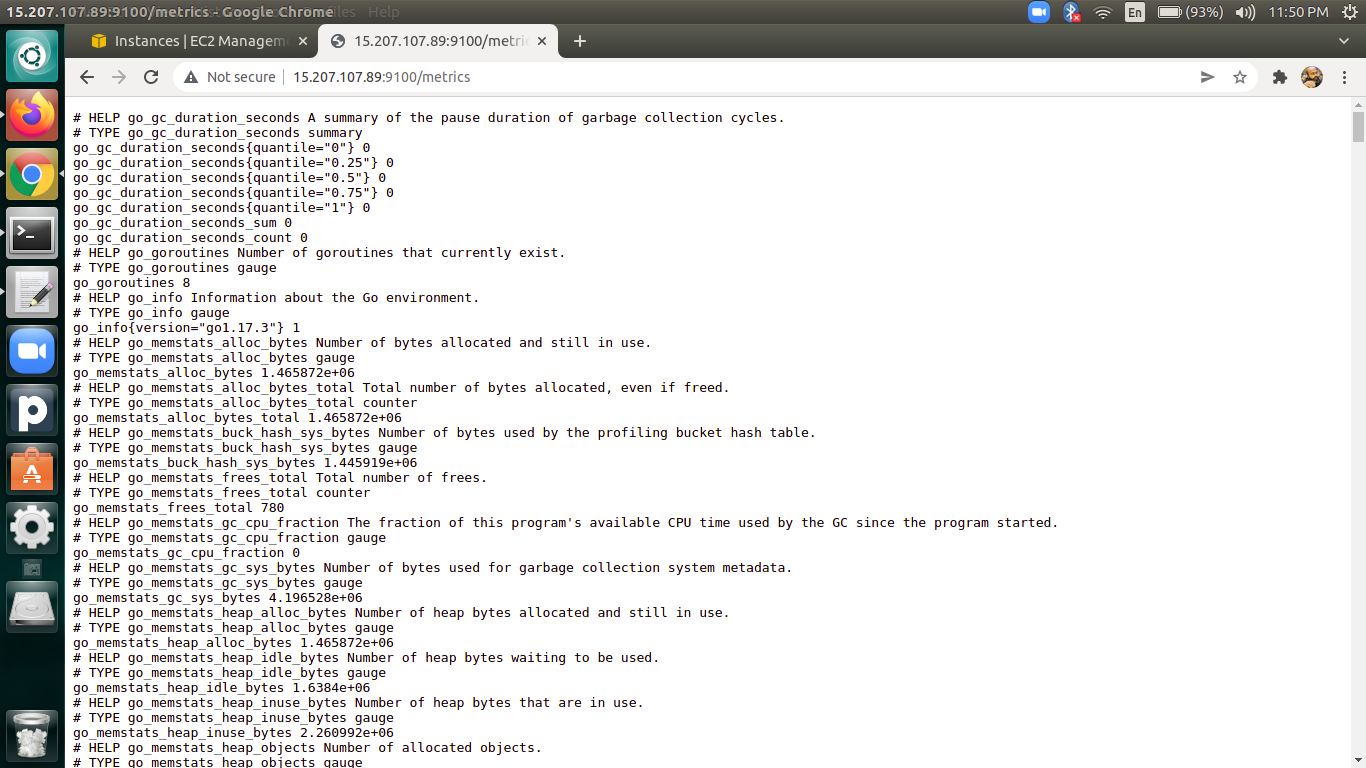 15.207.107.89:9100/metrics - Google Chrome Files Help
En (93%) 11:50 PM
Instances | EC2 Managem 15.207.107.89:9100/metri
Not secure 15.207.107.89:9100/metrics
# HELP go_gc_duration_seconds A summary of the pause duration of garbage collection cycles.
# TYPE go_gc_duration_seconds summary
go_gc_duration_seconds{quantile="0"} 0
go_gc_duration_seconds{quantile="0.25"} 0
go_gc_duration_seconds{quantile="0.5"} 0
go_gc_duration_seconds{quantile="0.75"} 0
go_gc_duration_seconds{quantile="1"} 0
go_gc_duration_seconds_sum 0
go_gc_duration_seconds_count 0
# HELP go_goroutines Number of goroutines that currently exist.
# TYPE go_goroutines gauge
go_goroutines 8
# HELP go_info Information about the Go environment.
# TYPE go_info gauge
go_info{version="go1.17.3"} 1
# HELP go_memstats_alloc_bytes Number of bytes allocated and still in use.
# TYPE go_memstats_alloc_bytes gauge
go_memstats_alloc_bytes 1.465872e+06
# HELP go_memstats_alloc_bytes_total Total number of bytes allocated, even if freed.
# TYPE go_memstats_alloc_bytes_total counter
go_memstats_alloc_bytes_total 1.465872e+06
# HELP go_memstats_buck_hash_sys_bytes Number of bytes used by the profiling bucket hash table.
# TYPE go_memstats_buck_hash_sys_bytes gauge
go_memstats_buck_hash_sys_bytes 1.445919e+06
# HELP go_memstats_frees_total Total number of frees.
# TYPE go_memstats_frees_total counter
go_memstats_frees_total 780
# HELP go_memstats_gc_cpu_fraction The fraction of this program's available CPU time used by the GC since the program started.
# TYPE go_memstats_gc_cpu_fraction gauge
go_memstats_gc_cpu_fraction 0
# HELP go_memstats_gc_sys_bytes Number of bytes used for garbage collection system metadata.
# TYPE go_memstats_gc_sys_bytes gauge
go_memstats_gc_sys_bytes 4.196528e+06
# HELP go_memstats_heap_alloc_bytes Number of heap bytes allocated and still in use.
# TYPE go_memstats_heap_alloc_bytes gauge
go_memstats_heap_alloc_bytes 1.465872e+06
# HELP go_memstats_heap_idle_bytes Number of heap bytes waiting to be used.
# TYPE go_memstats_heap_idle_bytes gauge
go_memstats_heap_idle_bytes 1.6384e+06
# HELP go_memstats_heap_inuse_bytes Number of heap bytes that are in use.
# TYPE go_memstats_heap_inuse_bytes gauge
go_memstats_heap_inuse_bytes 2.260992e+06
# HELP go_memstats_heap_objects Number of allocated objects.
# TYPE go_memstats_heap_objects gauge